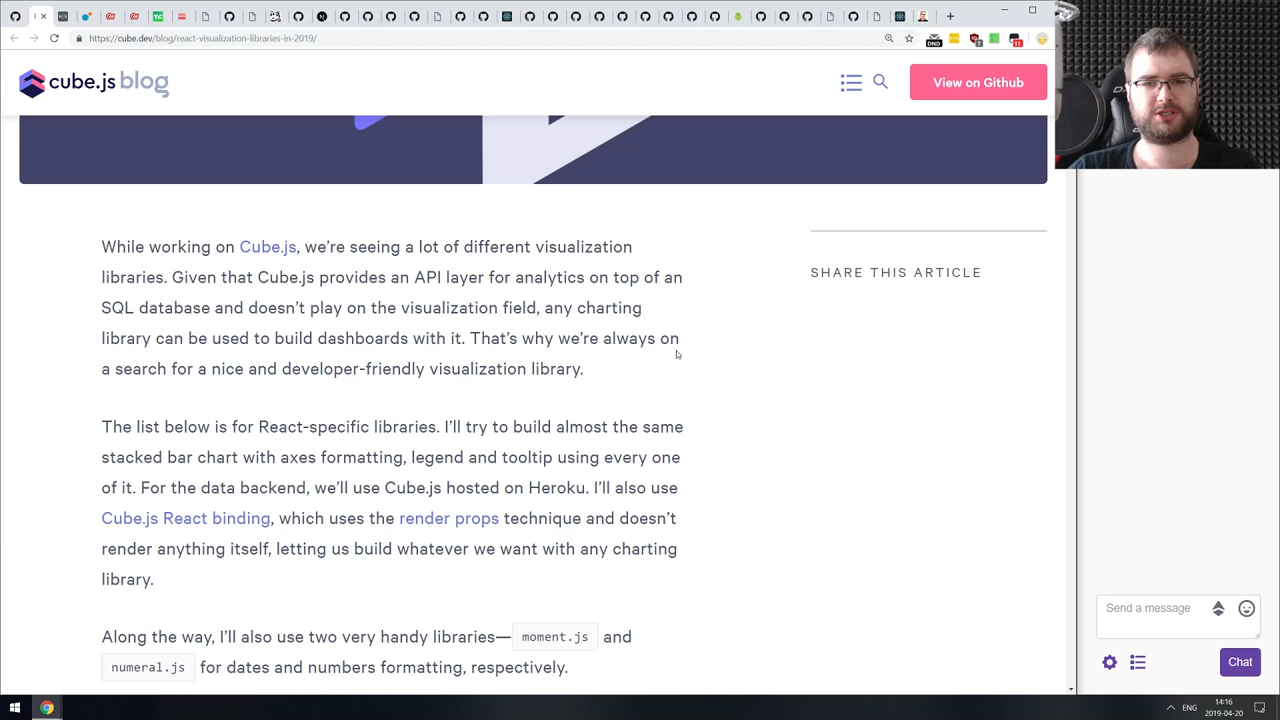 https://cube.dev/blog/react-visualization-libraries-in-2019/
DND
7
11
cube.js blog
View on Github
While working on Cube.js, we’re seeing a lot of different visualization
libraries. Given that Cube.js provides an API layer for analytics on top of an
SQL database and doesn’t play on the visualization field, any charting
library can be used to build dashboards with it. That’s why we’re always on
a search for a nice and developer-friendly visualization library.
SHARE THIS ARTICLE
The list below is for React-specific libraries. I’ll try to build almost the same
stacked bar chart with axes formatting, legend and tooltip using every one
of it. For the data backend, we’ll use Cube.js hosted on Heroku. I’ll also use
Cube.js React binding, which uses the render props technique and doesn’t
render anything itself, letting us build whatever we want with any charting
library.
Along the way, I’ll also use two very handy libraries—moment.js and
numeral.js for dates and numbers formatting, respectively.
Send a message
Chat
ENG
14:16
2019-04-20